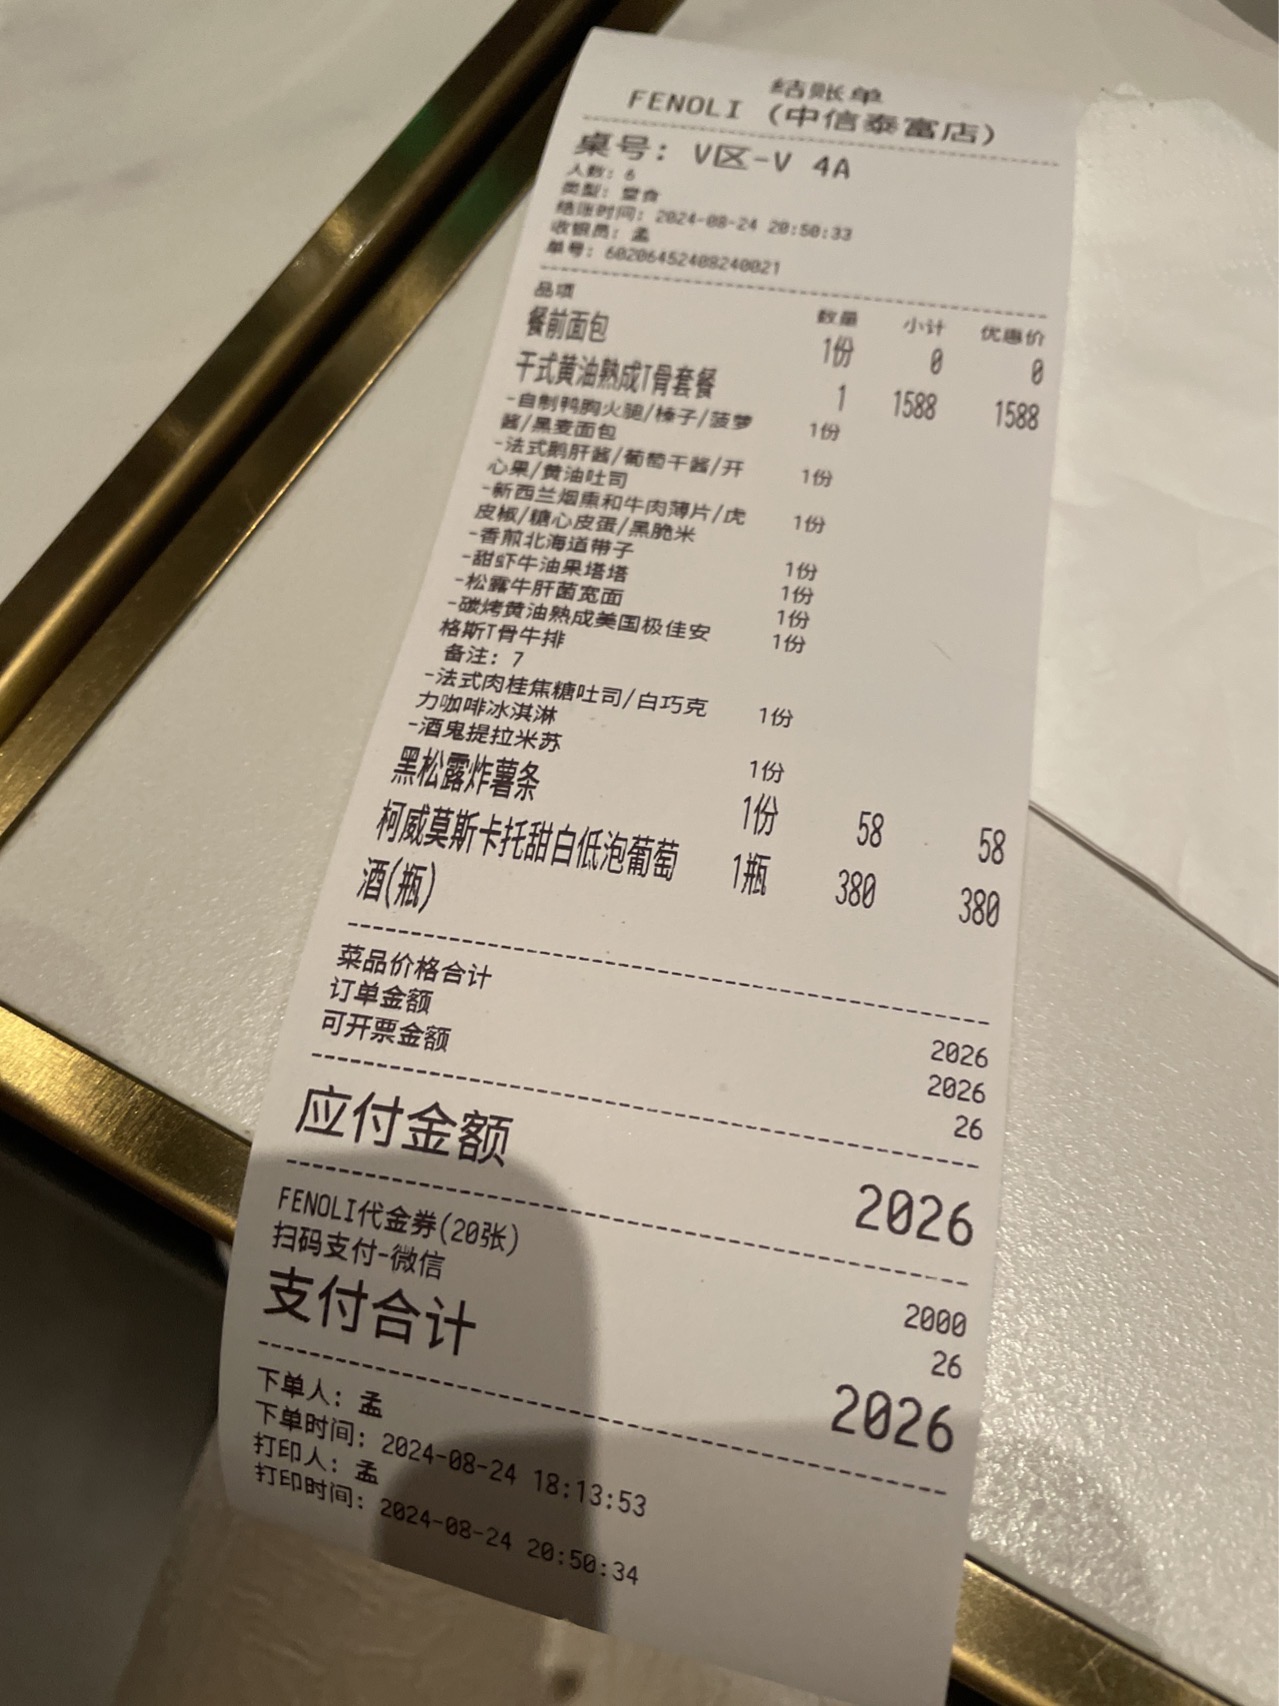 结账单
FENOLI (中信泰富店)
桌号: V区-V 4A
人数: 6
类型: 堂食
结账时间: 2024-08-24 20:50:33
收银员: 孟
单号: 60206452408240021
品项 数量 小计 优惠价
餐前面包 1份 0 0
干式黄油熟成T骨套餐 1 1588 1588
-自制鸭胸火腿/榛子/菠萝 1份
酱/黑麦面包
-法式鹅肝酱/葡萄干酱/开 1份
心果/黄油吐司
-新西兰烟熏和牛肉薄片/虎 1份
皮椒/糖心皮蛋/黑脆米
-香煎北海道带子 1份
-甜虾牛油果塔塔 1份
-松露牛肝菌宽面 1份
-碳烤黄油熟成美国极佳安 1份
格斯T骨牛排
备注: 7
-法式肉桂焦糖吐司/白巧克 1份
力咖啡冰淇淋
-酒鬼提拉米苏 1份
黑松露炸薯条 1份 58 58
柯威莫斯卡托甜白低泡葡萄 1瓶 380 380
酒(瓶)
菜品价格合计 2026
订单金额 2026
可开票金额 26
应付金额 2026
FENOLI代金券(20张) 2000
扫码支付-微信 26
支付合计 2026
下单人: 孟
下单时间: 2024-08-24 18:13:53
打印人: 孟
打印时间: 2024-08-24 20:50:34